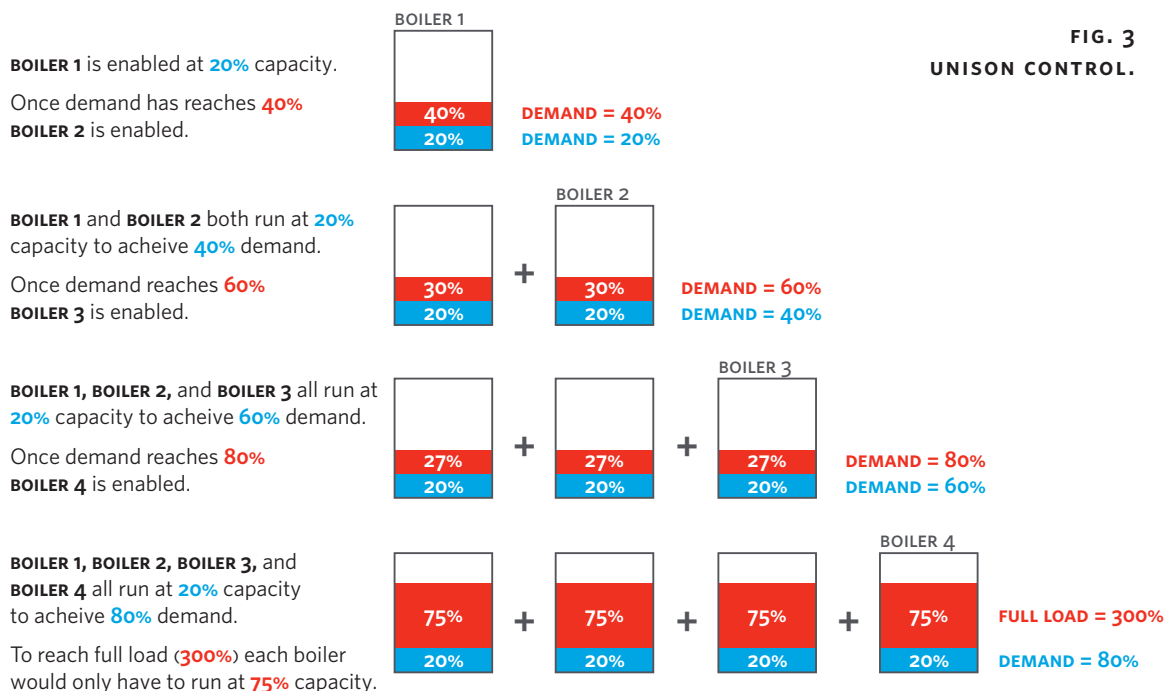 FIG. 3
UNISON CONTROL.
BOILER 1 is enabled at 20% capacity.
Once demand has reaches 40%
BOILER 2 is enabled.
BOILER 1
40%
20%
DEMAND = 40%
DEMAND = 20%
BOILER 1 and BOILER 2 both run at 20%
capacity to acheive 40% demand.
Once demand reaches 60%
BOILER 3 is enabled.
BOILER 2
30%
20%
+
30%
20%
DEMAND = 60%
DEMAND = 40%
BOILER 1, BOILER 2, and BOILER 3 all run at
20% capacity to acheive 60% demand.
Once demand reaches 80%
BOILER 4 is enabled.
BOILER 3
27%
20%
+
27%
20%
+
27%
20%
DEMAND = 80%
DEMAND = 60%
BOILER 1, BOILER 2, BOILER 3, and
BOILER 4 all run at 20% capacity
to acheive 80% demand.
To reach full load (300%) each boiler
would only have to run at 75% capacity.
BOILER 4
75%
20%
+
75%
20%
+
75%
20%
+
75%
20%
FULL LOAD = 300%
DEMAND = 80%